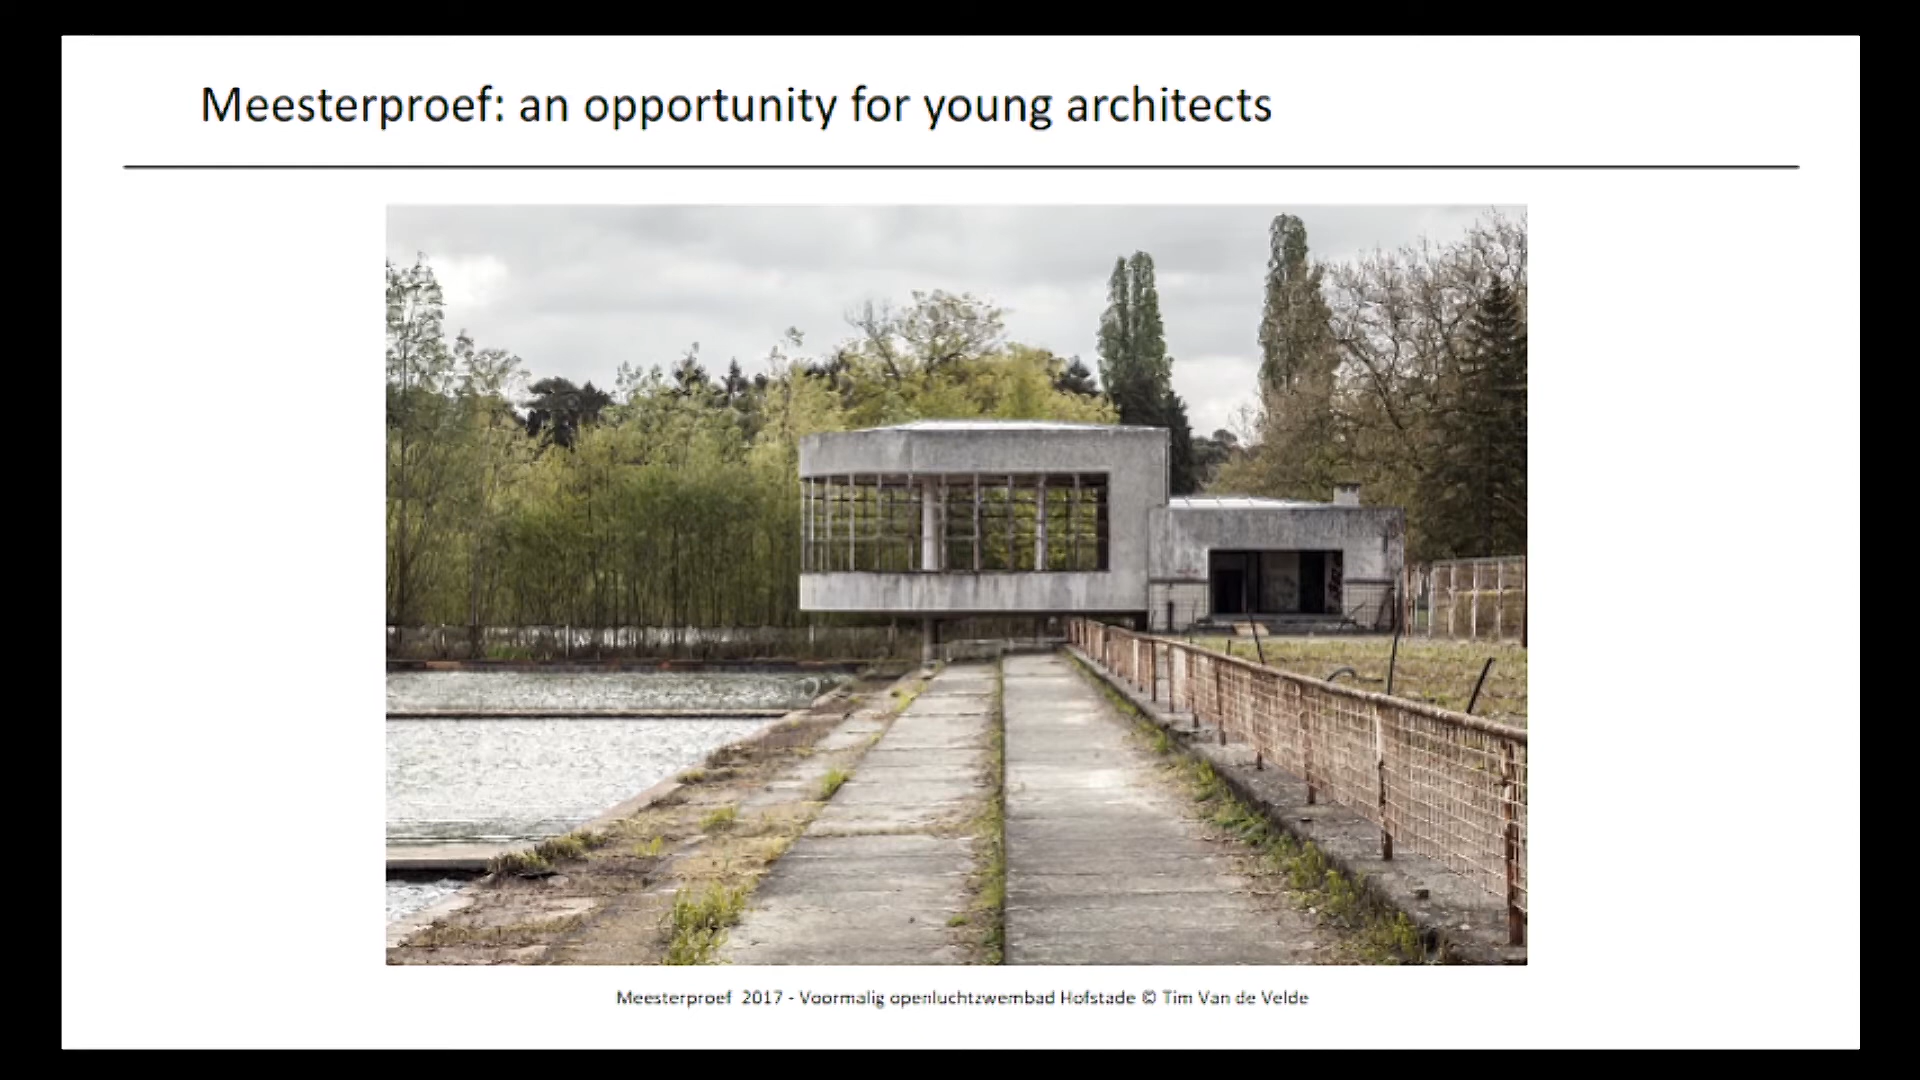 Meesterproef: an opportunity for young architects
Meesterproef 2017 - Voormalig openluchtzwembad Hofstade © Tim Van de Velde